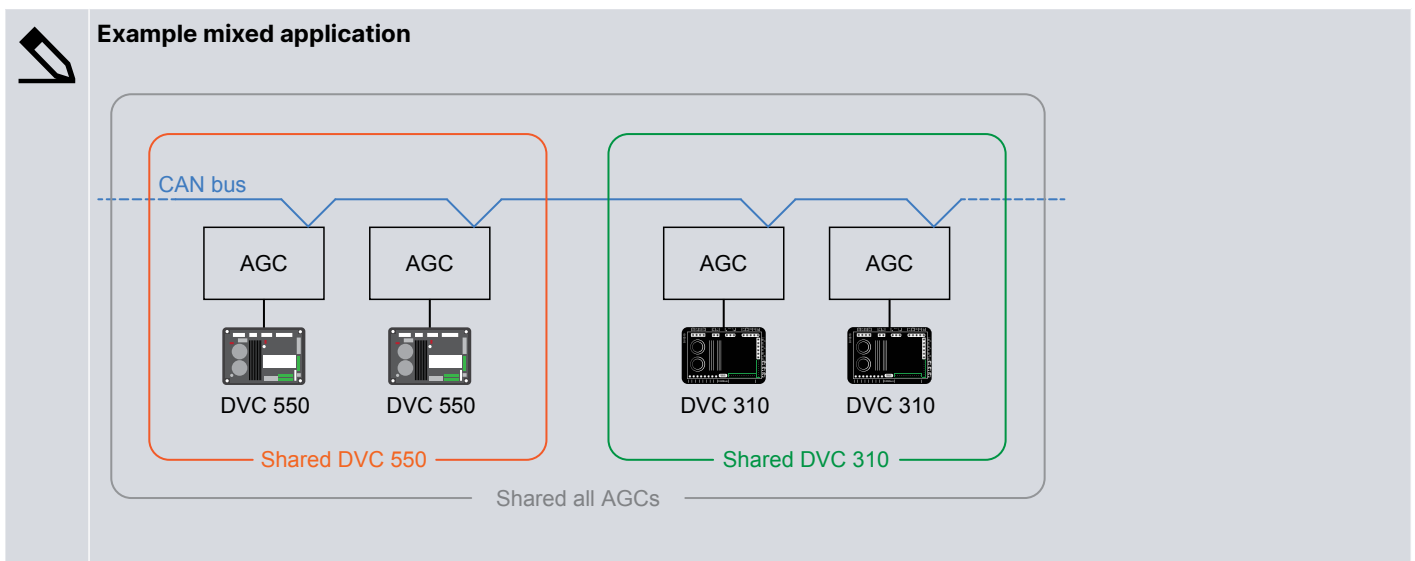 Example mixed application
CAN bus
AGC AGC AGC AGC
DVC 550 DVC 550 DVC 310 DVC 310
Shared DVC 550 Shared DVC 310
Shared all AGCs